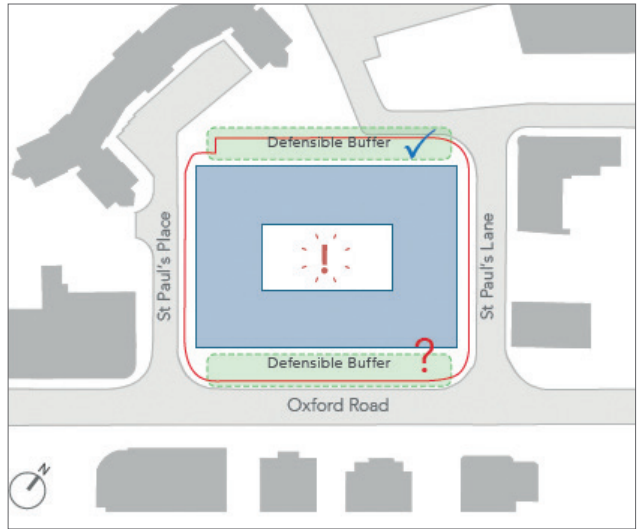 Defensible Buffer
St Paul's Place
!
St Paul's Lane
?
Defensible Buffer
Oxford Road
N